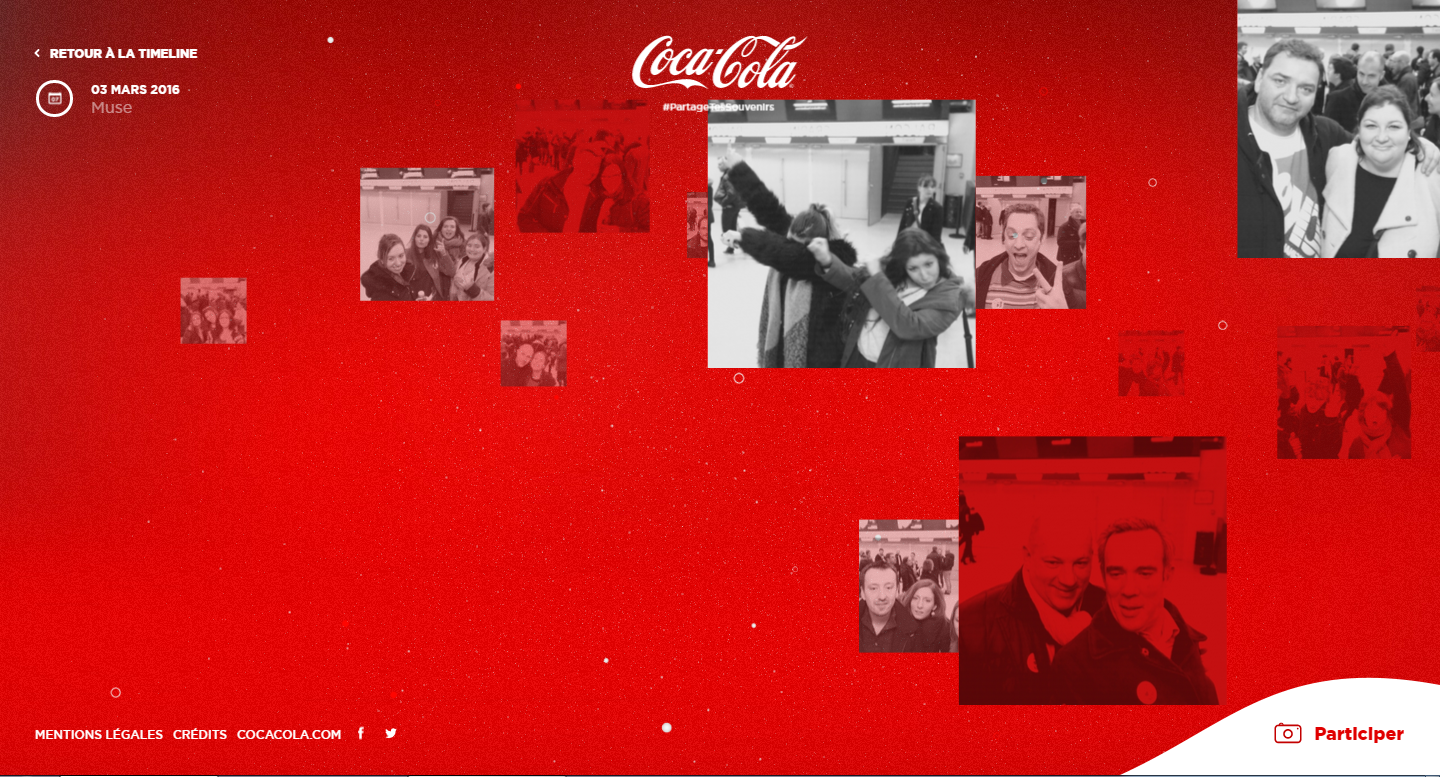 RETOUR À LA TIMELINE
03 MARS 2016
Muse
Coca-Cola
#PartageTesSouvenirs
MENTIONS LÉGALES CRÉDITS COCACOLA.COM
Participer